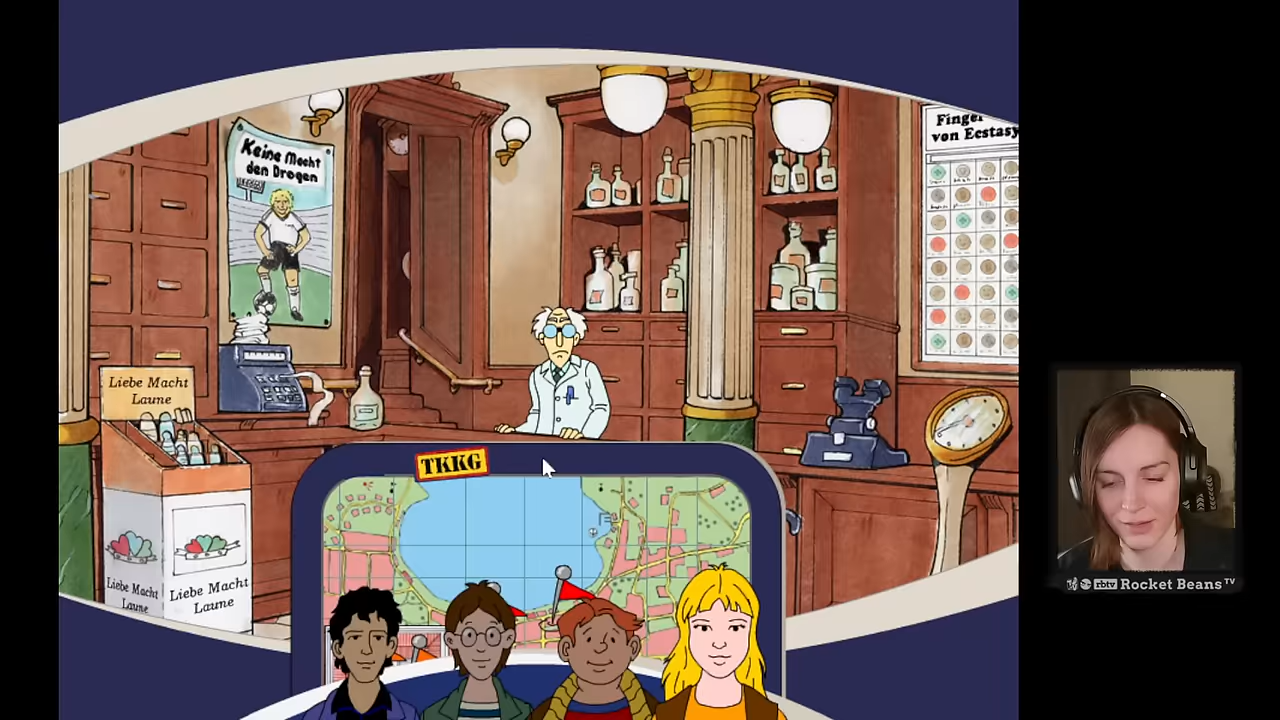 Keine Macht
den Drogen
Finger
von Ecstasy
Liebe Macht
Laune
Liebe Macht
Laune
Liebe Macht
Laune
TKKG
rbtv Rocket Beans TV